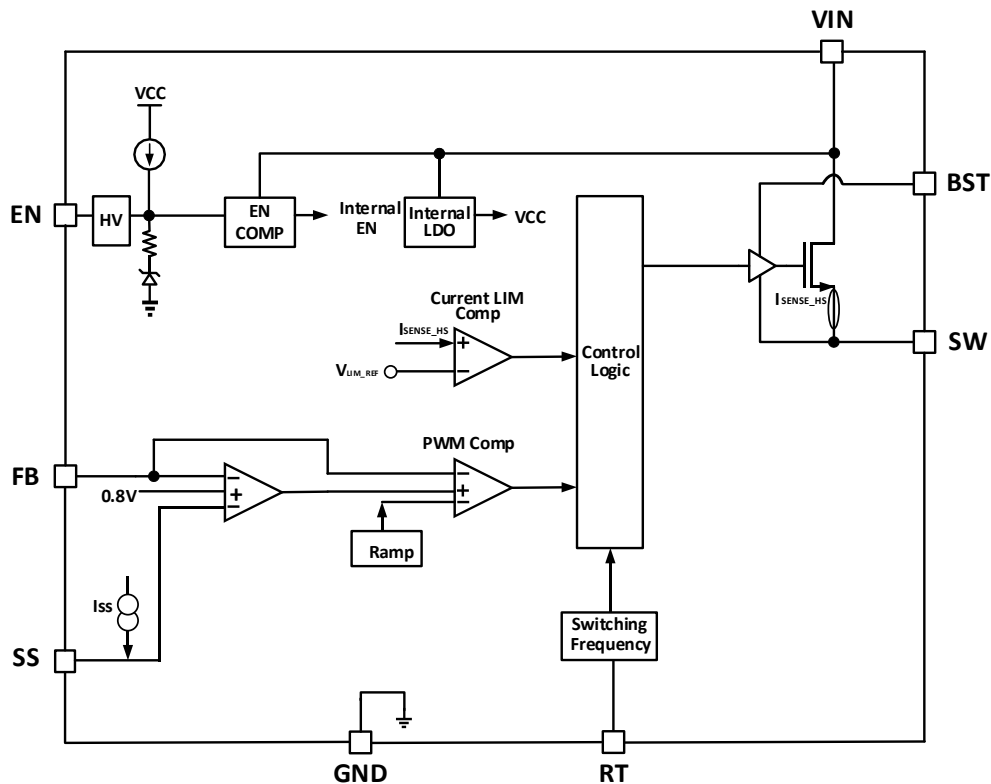 VIN
VCC
BST
EN
HV
EN
COMP
Internal
EN
Internal
LDO
VCC
ISENSE_HS
Current LIM
Comp
ISENSE_HS
+
VLIM_REF
−
Control
Logic
SW
PWM Comp
FB
−
0.8V
+
−
−
+
−
Ramp
Iss
Switching
Frequency
SS
GND
RT